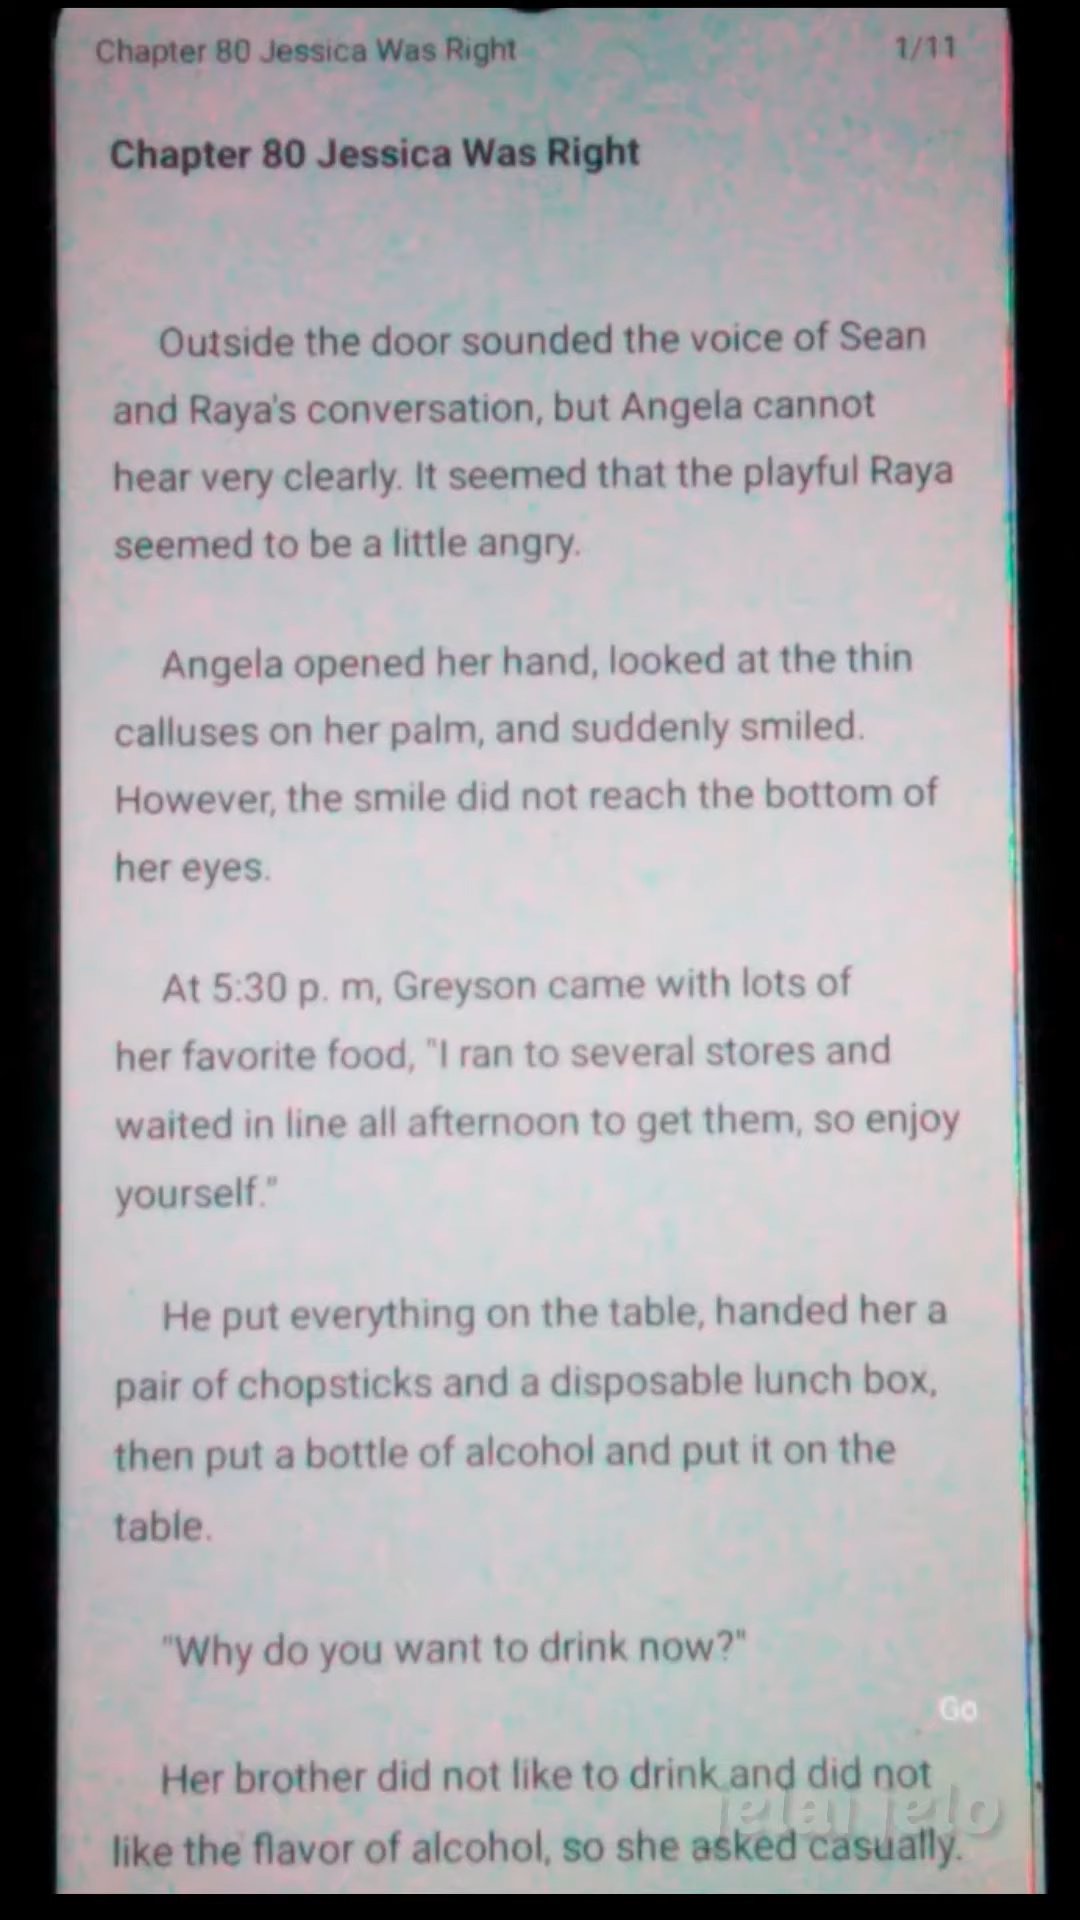 Chapter 80 Jessica Was Right
1/11
Chapter 80 Jessica Was Right
Outside the door sounded the voice of Sean
and Raya's conversation, but Angela cannot
hear very clearly. It seemed that the playful Raya
seemed to be a little angry.
Angela opened her hand, looked at the thin
calluses on her palm, and suddenly smiled.
However, the smile did not reach the bottom of
her eyes.
At 5:30 p. m, Greyson came with lots of
her favorite food, "I ran to several stores and
waited in line all afternoon to get them, so enjoy
yourself."
He put everything on the table, handed her a
pair of chopsticks and a disposable lunch box,
then put a bottle of alcohol and put it on the
table.
"Why do you want to drink now?"
Go
Her brother did not like to drink and did not
jelai jelo
like the flavor of alcohol, so she asked casually.